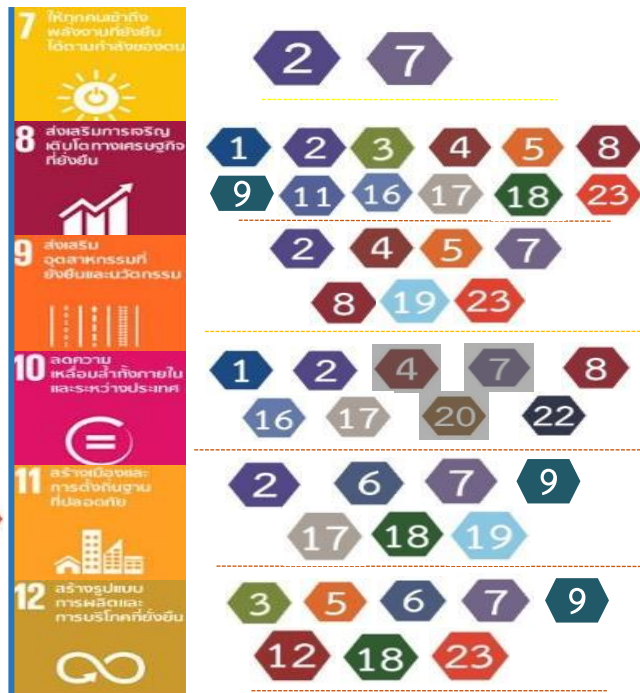 7 ให้ทุกคนเข้าถึง
พลังงานที่ยั่งยืน
ได้ตามกำลังของตน
2 7
8 ส่งเสริมการเจริญ
เติบโตทางเศรษฐกิจ
ที่ยั่งยืน
1 2 3 4 5 8
9 11 16 17 18 23
9 ส่งเสริม
อุตสาหกรรมที่
ยั่งยืนและนวัตกรรม
2 4 5 7
8 19 23
10 ลดความ
เหลื่อมล้ำทั้งภายใน
และระหว่างประเทศ
1 2 4 7 8
16 17 20 22
11 สร้างเมืองและ
การตั้งถิ่นฐาน
ที่ปลอดภัย
2 6 7 9
17 18 19
12 สร้างรูปแบบ
การผลิตและ
การบริโภคที่ยั่งยืน
3 5 6 7 9
12 18 23